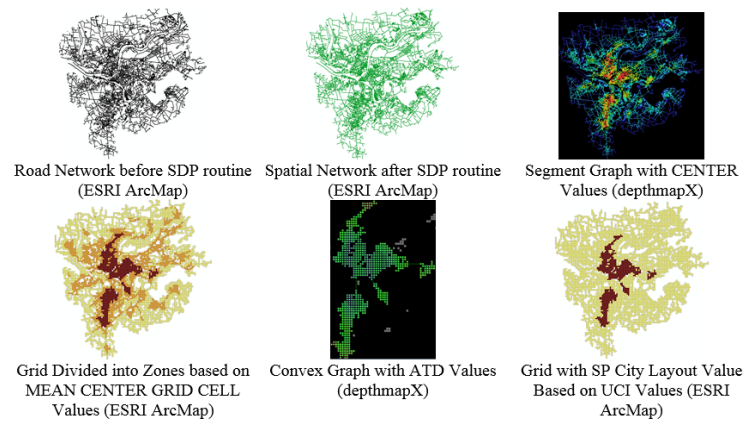 Road Network before SDP routine
(ESRI ArcMap)
Spatial Network after SDP routine
(ESRI ArcMap)
Segment Graph with CENTER
Values (depthmapX)
Grid Divided into Zones based on
MEAN CENTER GRID CELL
Values (ESRI ArcMap)
Convex Graph with ATD Values
(depthmapX)
Grid with SP City Layout Value
Based on UCI Values (ESRI
ArcMap)